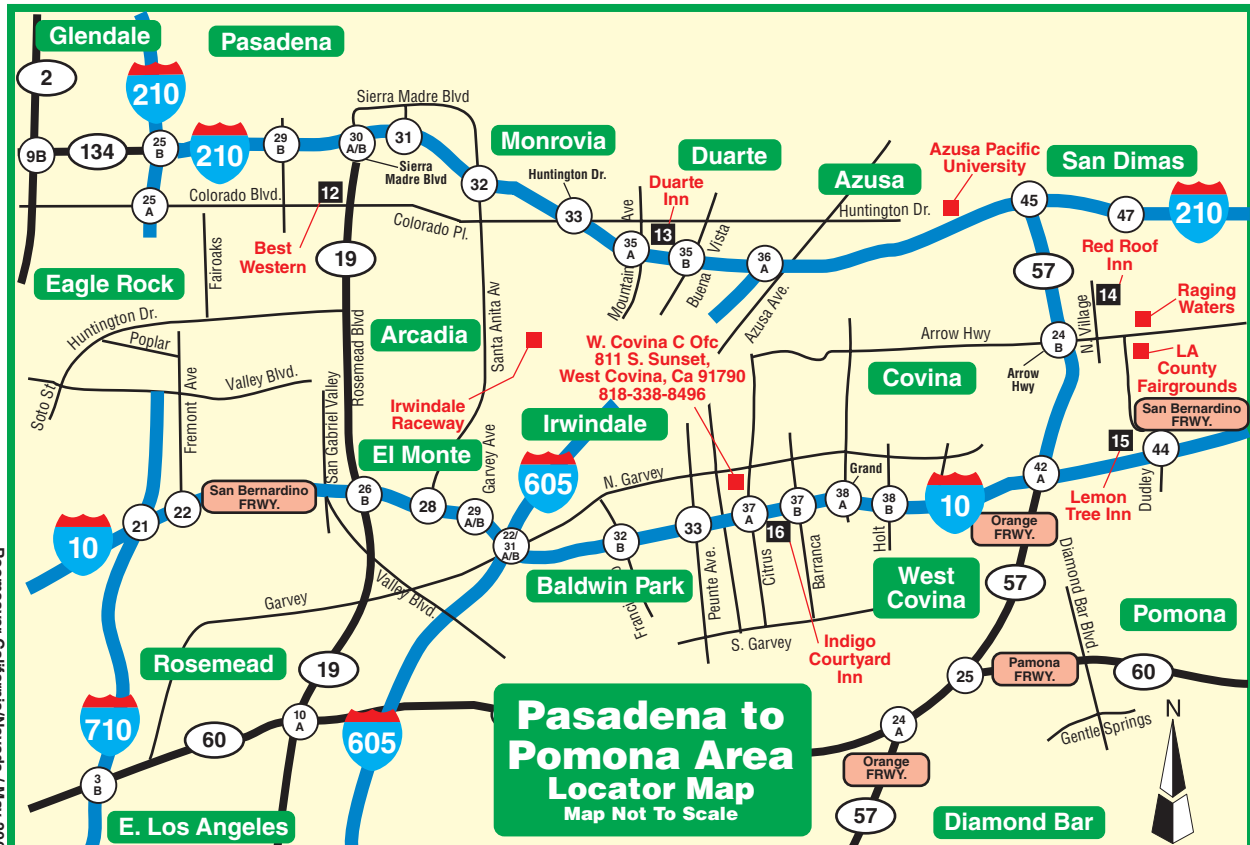 Glendale
Pasadena
2
210
Sierra Madre Blvd
9B
134
25
B
210
29
B
30
A/B
31
Monrovia
Duarte
Azusa Pacific
University
San Dimas
Sierra
Madre Blvd
32
Huntington Dr.
Duarte
Inn
Azusa
25
A
Colorado Blvd.
12
Colorado Pl.
33
Mountain
Ave
13
Huntington Dr.
45
47
210
Best
Western
19
35
A
35
B
Buena
Vista
36
A
Azusa Ave.
57
Red Roof
Inn
14
Eagle Rock
Fairoaks
Raging
Waters
Huntington Dr.
Poplar
Arcadia
Santa Anita Av
W. Covina C Ofc
811 S. Sunset,
West Covina, Ca 91790
818-338-8496
Arrow Hwy
24
B
N. Village
Arrow
Hwy
LA
County
Fairgrounds
Soto St
Valley Blvd.
Fremont Ave
San Gabriel Valley
Rosemead Blvd
Irwindale
Raceway
Covina
Irwindale
San Bernardino
FRWY.
El Monte
Garvey Ave
605
N. Garvey
Grand
15
44
San Bernardino
FRWY.
26
B
28
29
A/B
42
A
Lemon
Tree Inn
Dudley
10
21
22
22/
31
A/B
32
B
33
37
A
16
37
B
38
A
38
B
10
Orange
FRWY.
Peunte Ave.
Citrus
Barranca
Holt
Baldwin Park
West
Covina
57
Diamond Bar Blvd.
Pomona
Garvey
Valley Blvd.
S. Garvey
Indigo
Courtyard
Inn
Rosemead
19
25
Pamona
FRWY.
60
710
60
10
A
605
Pasadena to
Pomona Area
Locator Map
Map Not To Scale
24
A
Gentle Springs
N
3
B
Orange
FRWY.
57
E. Los Angeles
Diamond Bar